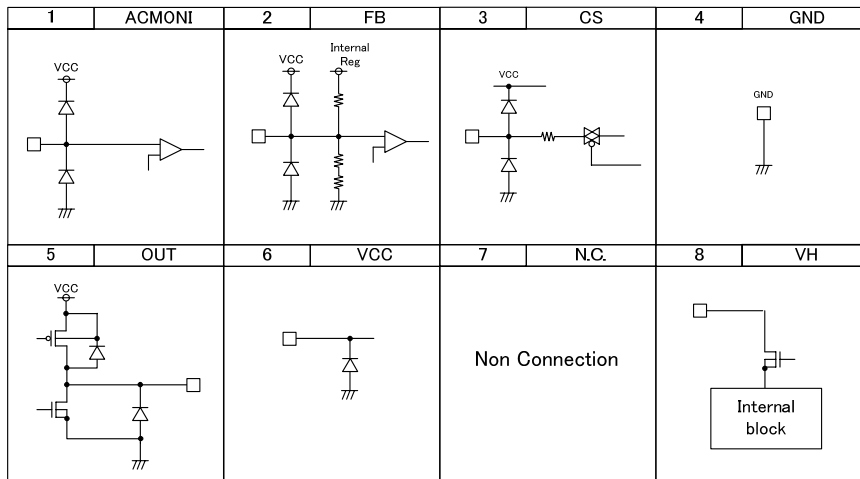 1 ACMONI 2 FB 3 CS 4 GND
VCC
VCC
Internal
Reg
VCC
GND
5 OUT 6 VCC 7 N.C. 8 VH
VCC
Non Connection
Internal
block